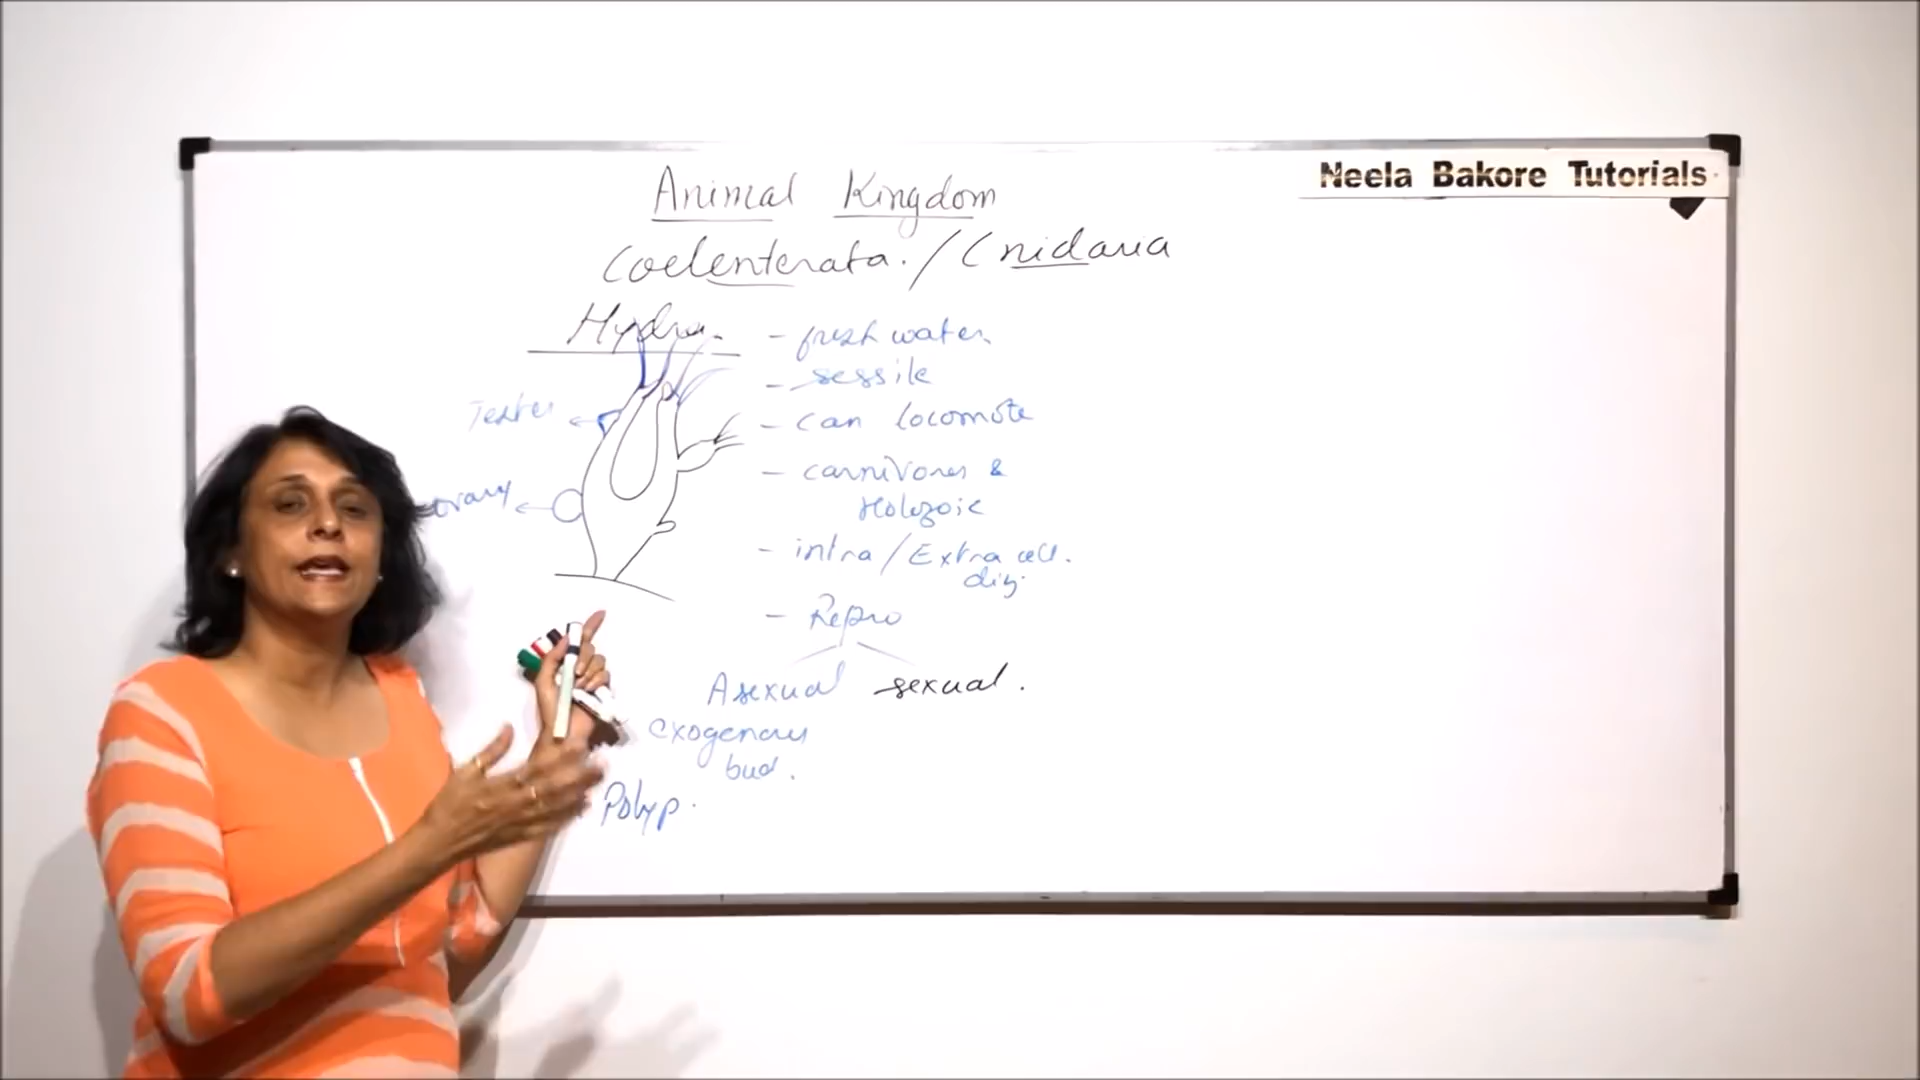 Neela Bakore Tutorials
Animal Kingdom
Coelenterata. / Cnidaria
Hydra.
- fresh water
- sessile
- can locomote
- carnivores &
Holozoic
- intra / Extra cell.
dig.
- Repro
Asexual sexual.
exogenous
bud.
Polyp.
Testes
ovary